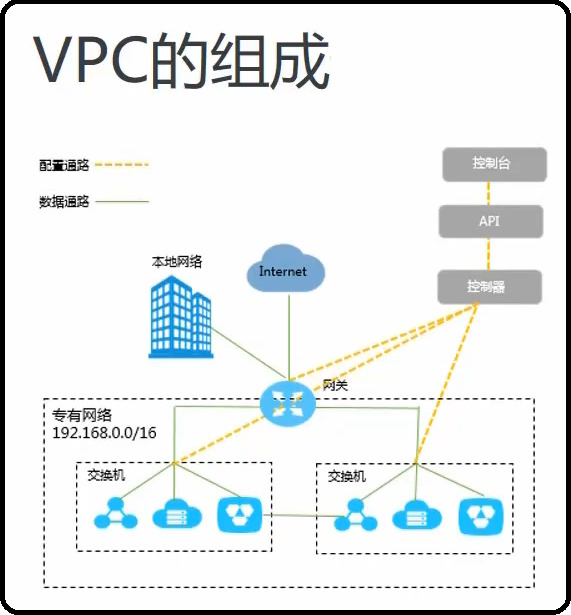 VPC的组成
配置通路
数据通路
控制台
API
控制器
本地网络
Internet
网关
专有网络
192.168.0.0/16
交换机
交换机